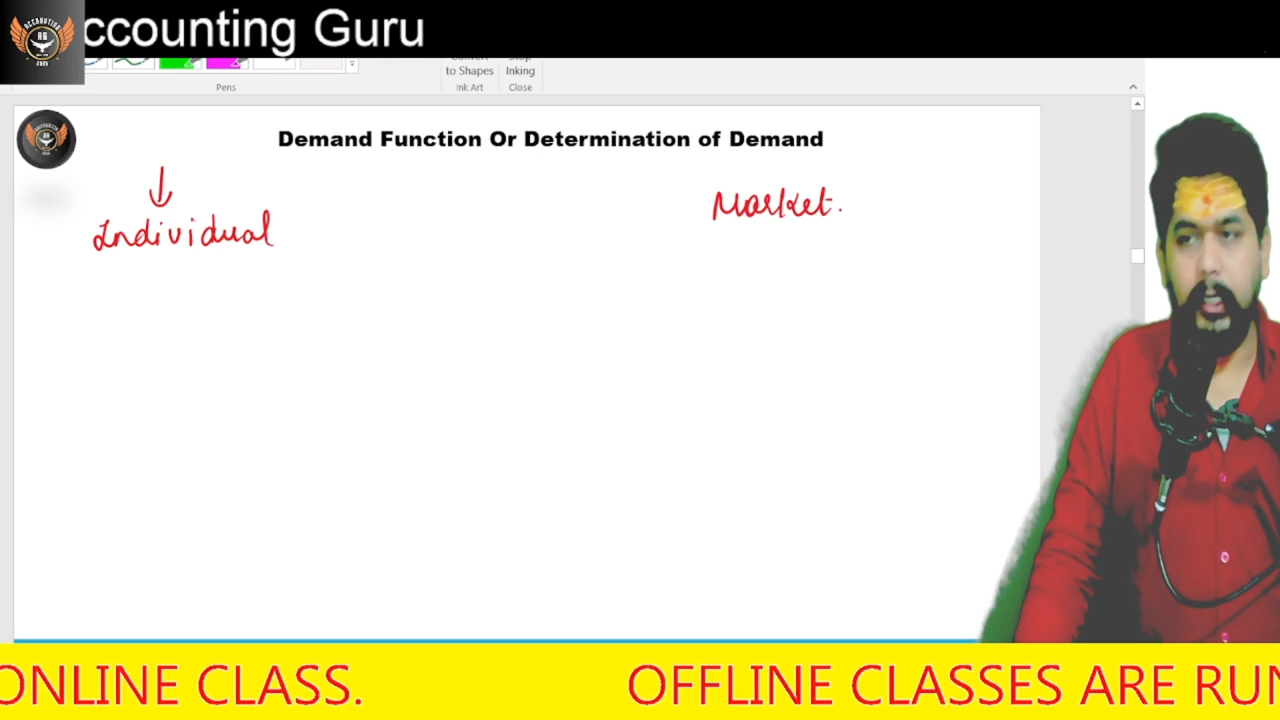 ccounting Guru
to Shapes
Stop
Inking
Pens
Ink Art
Close
Demand Function Or Determination of Demand
Individual
Market.
ONLINE CLASS.
OFFLINE CLASSES ARE RUN